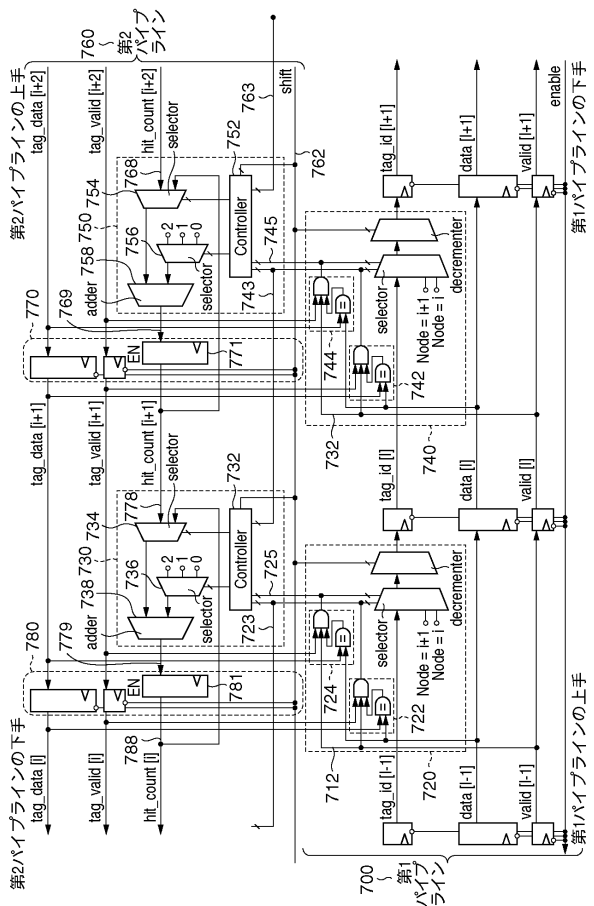 第2パイプラインの上手
tag_data [i+2]
tag_valid [i+2]
hit_count [i+2]
760
第2
パイプ
ライン
shift
763
762
768
selector
754
750
756
758
adder
2
1
0
selector
752
Controller
745
743
769
770
EN
771
tag_data [i+1]
tag_valid [i+1]
hit_count [i+1]
744
742
732
740
selector
Node = i+1
Node = i
decrementer
tag_id [l+1]
data [l+1]
valid [l+1]
enable
第1パイプラインの下手
778
selector
734
730
736
738
adder
2
1
0
selector
732
Controller
725
723
779
780
EN
781
788
tag_data [i]
tag_valid [i]
hit_count [i]
第2パイプラインの下手
724
722
712
720
selector
Node = i+1
Node = i
decrementer
tag_id [l]
data [l]
valid [l]
tag_id [l-1]
data [l-1]
valid [l-1]
第1パイプラインの上手
700
第1
パイプ
ライン